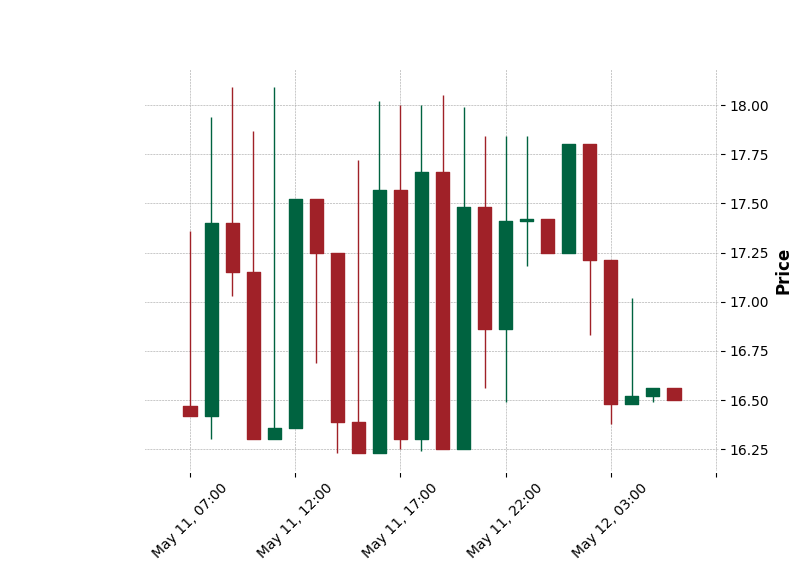 18.00
17.75
17.50
17.25
17.00
16.75
16.50
16.25
Price
May 11, 07:00
May 11, 12:00
May 11, 17:00
May 11, 22:00
May 12, 03:00